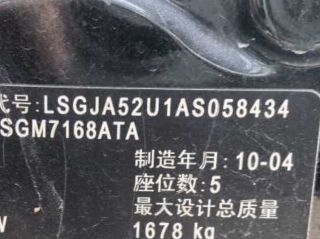 代号:LSGJA52U1AS058434
SGM7168ATA
制造年月:10-04
座位数:5
最大设计总质量
1678 kg
W